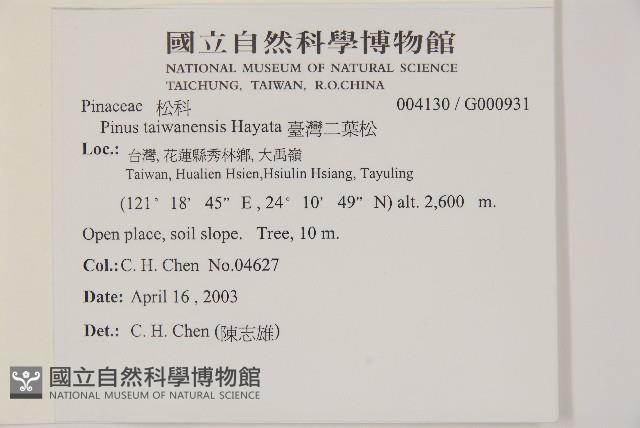 國立自然科學博物館
NATIONAL MUSEUM OF NATURAL SCIENCE
TAICHUNG, TAIWAN, R.O.CHINA
Pinaceae 松科 004130 / G000931
Pinus taiwanensis Hayata 臺灣二葉松
Loc.: 台灣, 花蓮縣秀林鄉, 大禹嶺
Taiwan, Hualien Hsien,Hsiulin Hsiang, Tayuling
(121° 18' 45" E , 24° 10' 49" N) alt. 2,600 m.
Open place, soil slope. Tree, 10 m.
Col.: C. H. Chen No.04627
Date: April 16 , 2003
Det.: C. H. Chen (陳志雄)
國立自然科學博物館
NATIONAL MUSEUM OF NATURAL SCIENCE